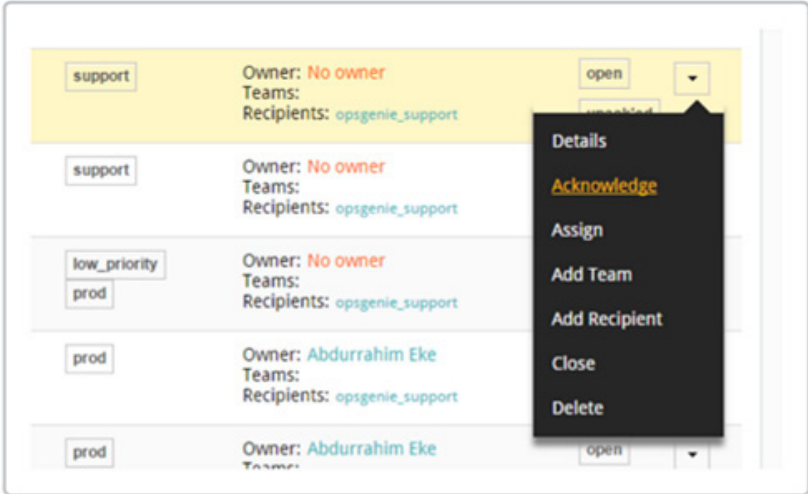 support
Owner: No owner
Teams:
Recipients: opsgenie_support
open
Details
Acknowledge
Assign
Add Team
Add Recipient
Close
Delete
support
Owner: No owner
Teams:
Recipients: opsgenie_support
low_priority
prod
Owner: No owner
Teams:
Recipients: opsgenie_support
prod
Owner: Abdurrahim Eke
Teams:
Recipients: opsgenie_support
prod
Owner: Abdurrahim Eke
Teams:
open